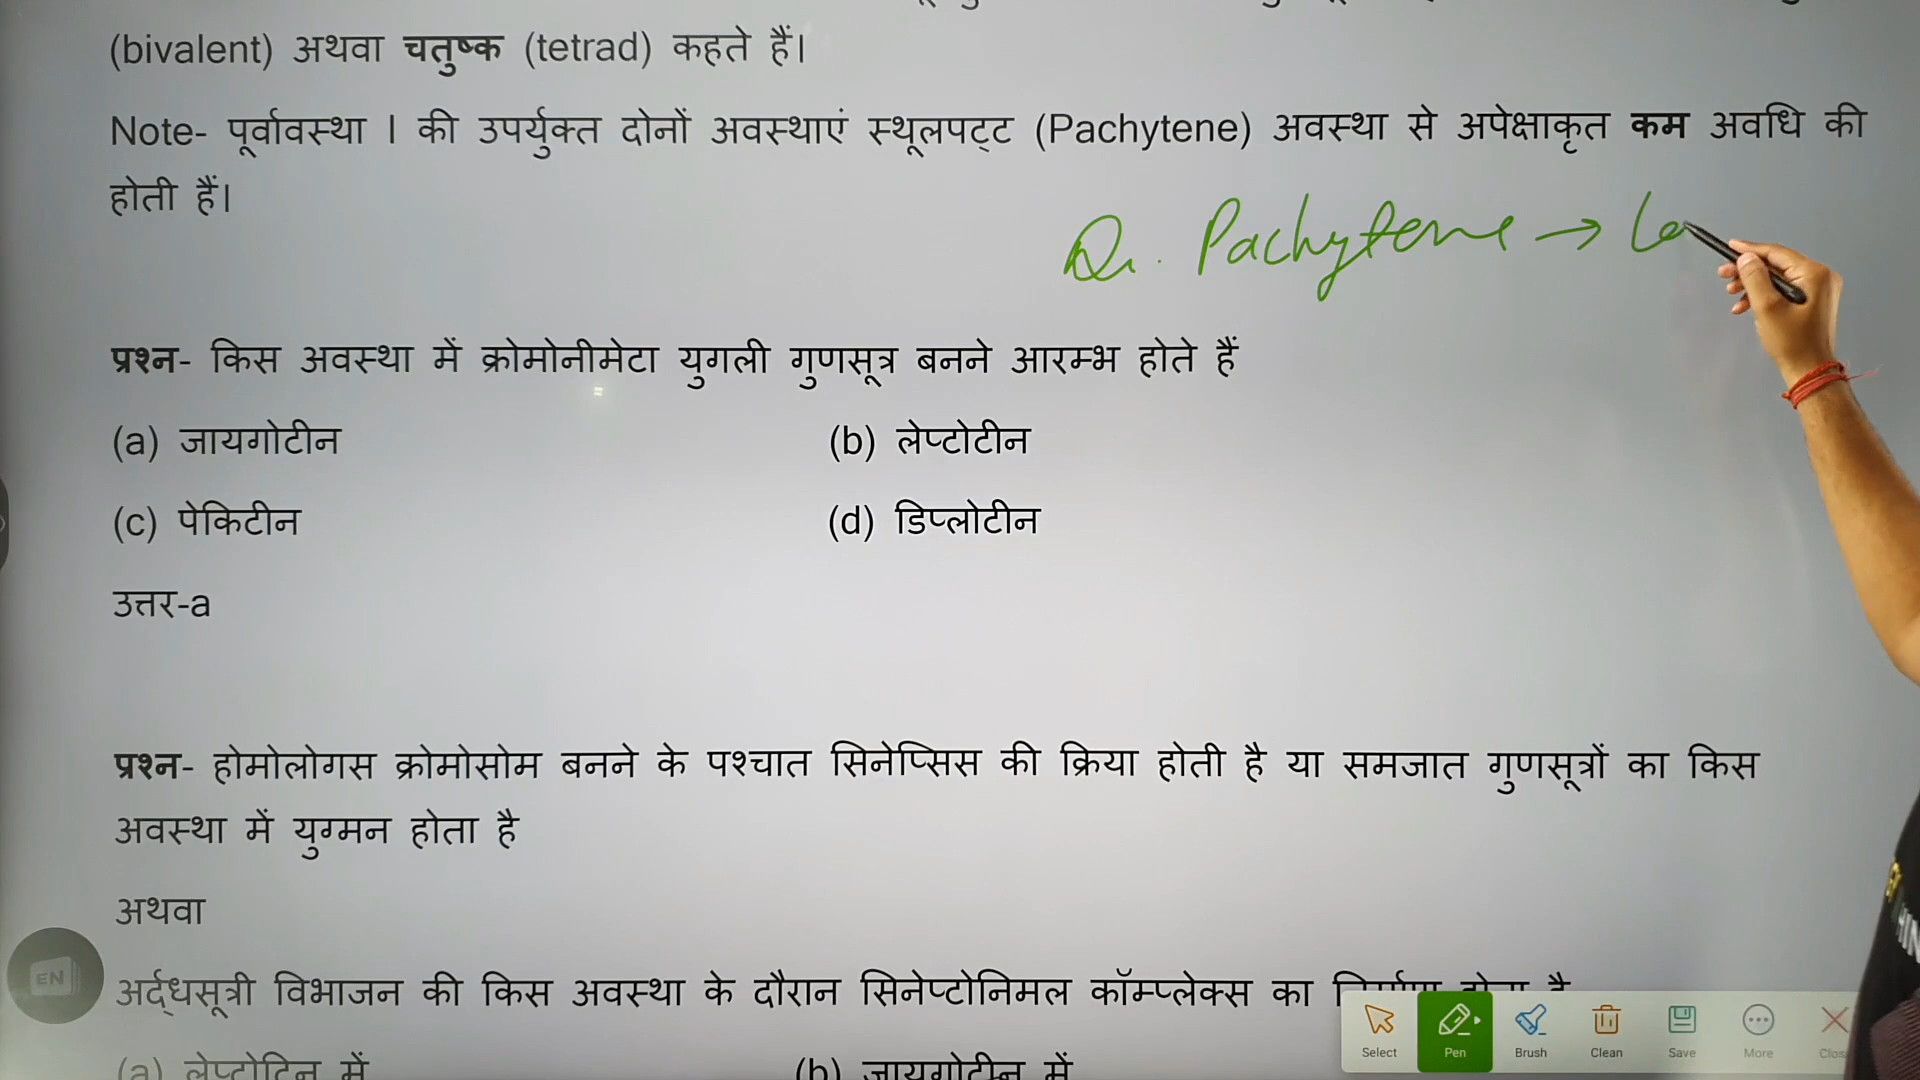 (bivalent) अथवा चतुष्क (tetrad) कहते हैं।
Note- पूर्वावस्था I की उपर्युक्त दोनों अवस्थाएं स्थूलपट्ट (Pachytene) अवस्था से अपेक्षाकृत कम अवधि की
होती हैं।
Pachytene →
प्रश्न- किस अवस्था में क्रोमोनीमेटा युगली गुणसूत्र बनने आरम्भ होते हैं
(a) जायगोटीन (b) लेप्टोटीन
(c) पेकिटीन (d) डिप्लोटीन
उत्तर-a
प्रश्न- होमोलोगस क्रोमोसोम बनने के पश्चात सिनेप्सिस की क्रिया होती है या समजात गुणसूत्रों का किस
अवस्था में युग्मन होता है
अथवा
EN
अर्द्धसूत्री विभाजन की किस अवस्था के दौरान सिनेप्टोनिमल कॉम्प्लेक्स का निर्माण होता है
(a) लेप्टोटिन में (b) जायगोटीन में
Select Pen Brush Clean Save More Clos